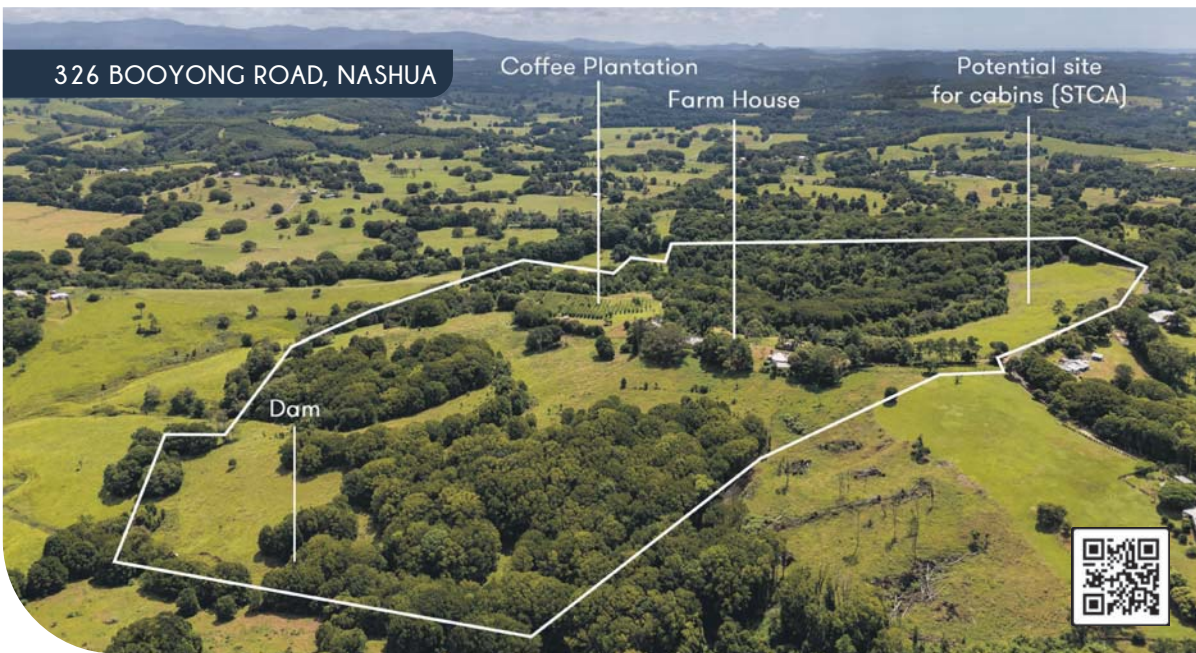 326 BOOYONG ROAD, NASHUA
Coffee Plantation
Farm House
Potential site
for cabins (STCA)
Dam